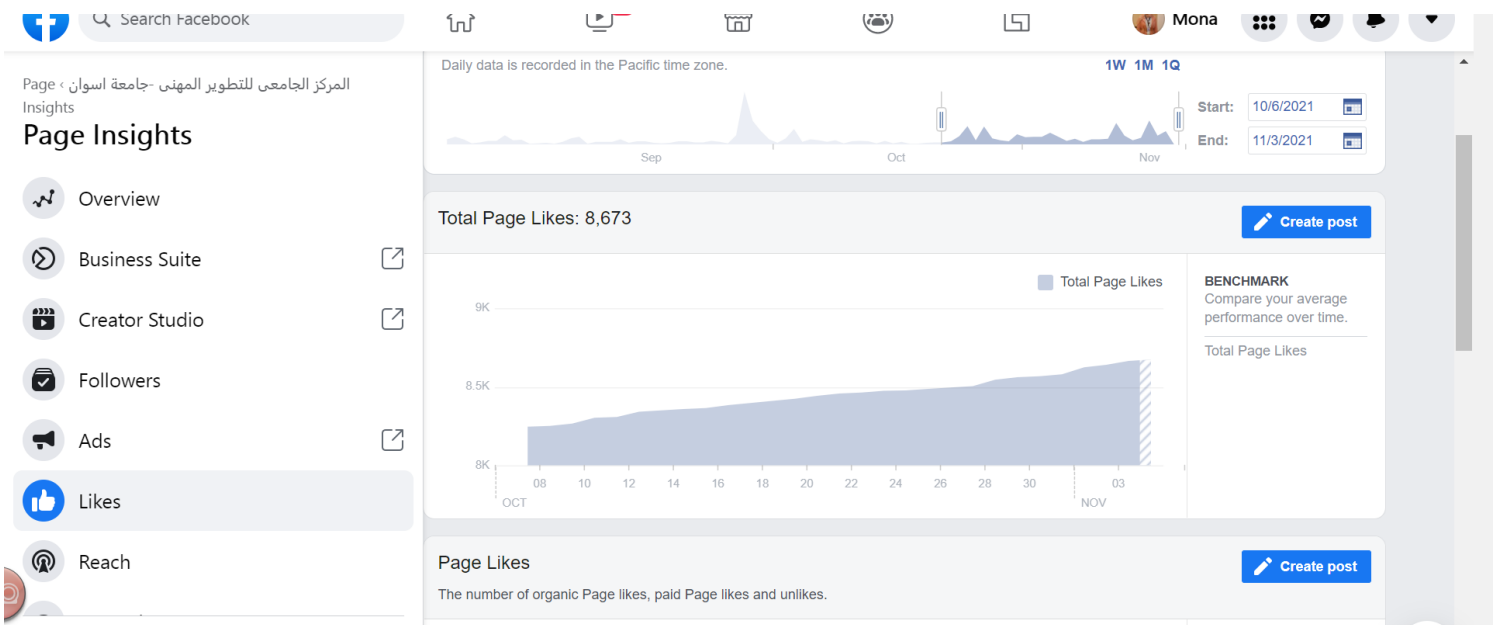 Search Facebook
Mona
المركز الجامعى للتطوير المهنى -جامعة اسوان › Page
Insights
Page Insights
Overview
Business Suite
Creator Studio
Followers
Ads
Likes
Reach
Daily data is recorded in the Pacific time zone.
1W 1M 1Q
Start: 10/6/2021
End: 11/3/2021
Sep Oct Nov
Total Page Likes: 8,673
Create post
Total Page Likes
9K
8.5K
8K
08 10 12 14 16 18 20 22 24 26 28 30 03
OCT NOV
BENCHMARK
Compare your average
performance over time.
Total Page Likes
Page Likes
Create post
The number of organic Page likes, paid Page likes and unlikes.